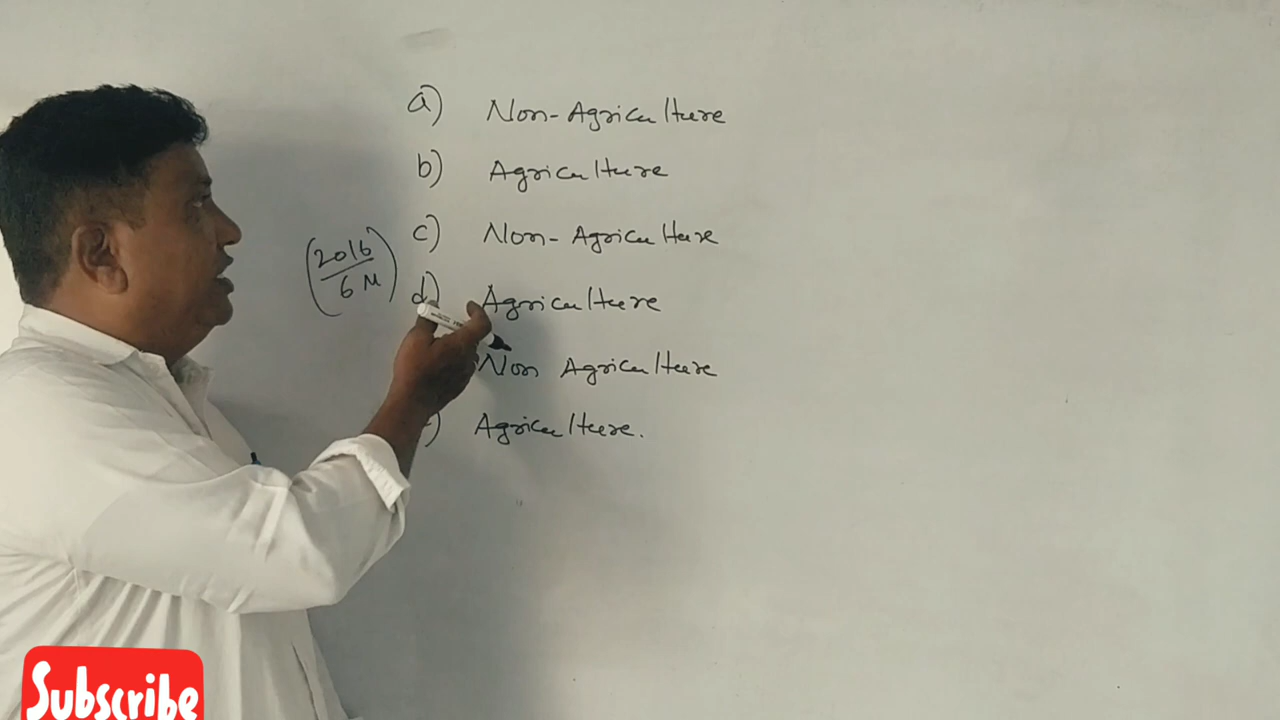 a) Non-Agriculture
b) Agriculture
c) Non-Agriculture
(2016
6M)
d) Agriculture
Non Agriculture
) Agriculture.
Subscribe